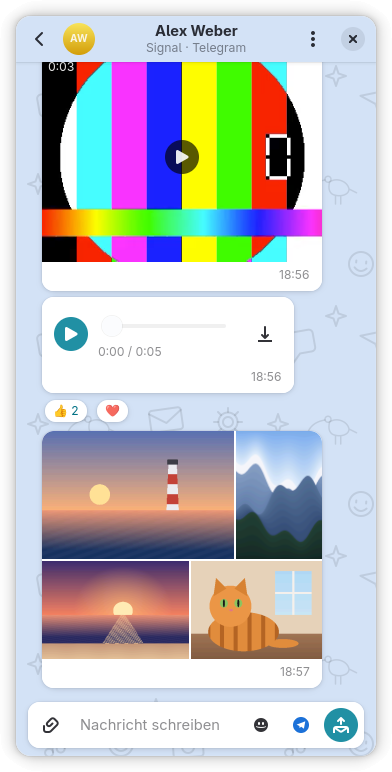 Alex Weber
AW
Signal · Telegram
0:03
18:56
0:00 / 0:05
18:56
👍 2
❤️
18:57
Nachricht schreiben